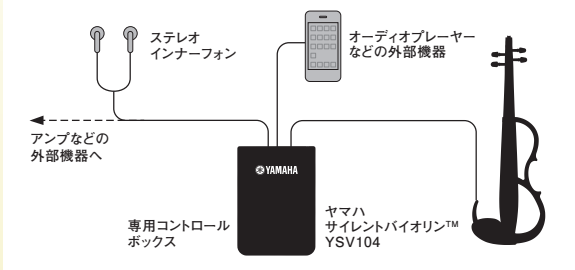 ステレオ
インナーフォン
オーディオプレーヤー
などの外部機器
アンプなどの
外部機器へ
YAMAHA
専用コントロール
ボックス
ヤマハ
サイレントバイオリン™
YSV104